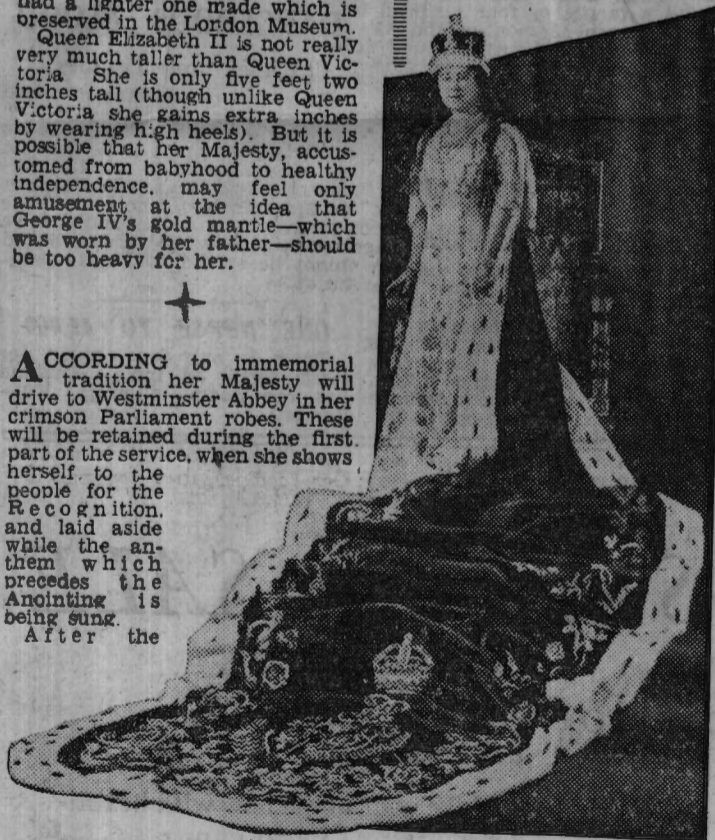 had a lighter one made which is
preserved in the London Museum.
Queen Elizabeth II is not really
very much taller than Queen Vic-
toria She is only five feet two
inches tall (though unlike Queen
Victoria she gains extra inches
by wearing high heels). But it is
possible that her Majesty, accus-
tomed from babyhood to healthy
independence, may feel only
amusement at the idea that
George IV's gold mantle—which
was worn by her father—should
be too heavy for her.
ACCORDING to immemorial
tradition her Majesty will
drive to Westminster Abbey in her
crimson Parliament robes. These
will be retained during the first
part of the service, when she shows
herself to the
people for the
Recognition,
and laid aside
while the an-
them which
precedes the
Anointing is
being sung.
After the